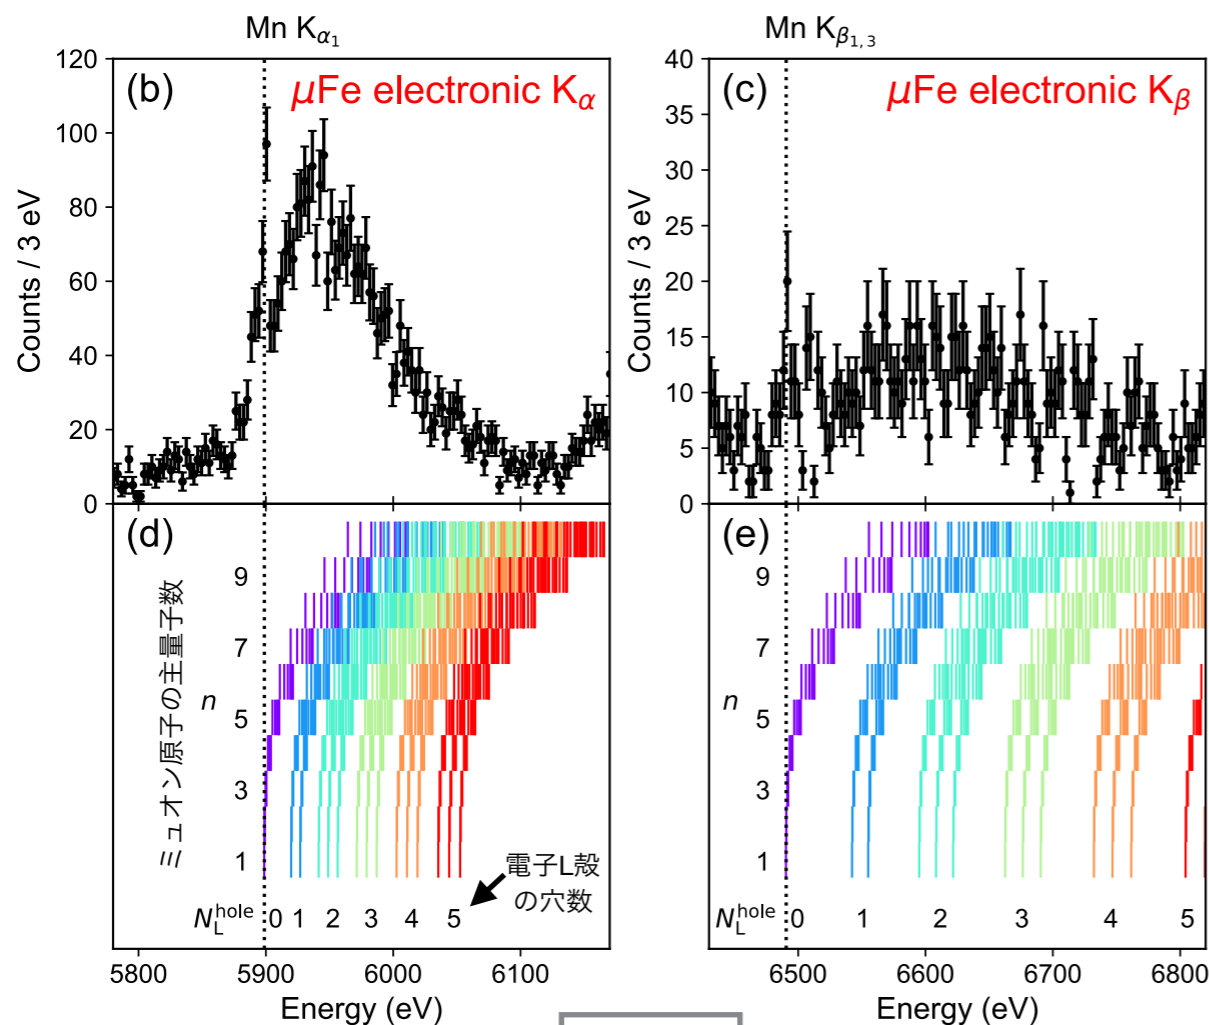 Mn Kα1
Mn Kβ1,3
(b)
μFe electronic Kα
120
100
80
60
40
20
0
Counts / 3 eV
(c)
μFe electronic Kβ
40
35
30
25
20
15
10
5
0
Counts / 3 eV
(d)
ミュオン原子の主量子数
n
9
7
5
3
1
電子L殻
の穴数
N_L^hole 0 1 2 3 4 5
5800 5900 6000 6100
Energy (eV)
(e)
n
9
7
5
3
1
N_L^hole 0 1 2 3 4 5
6500 6600 6700 6800
Energy (eV)